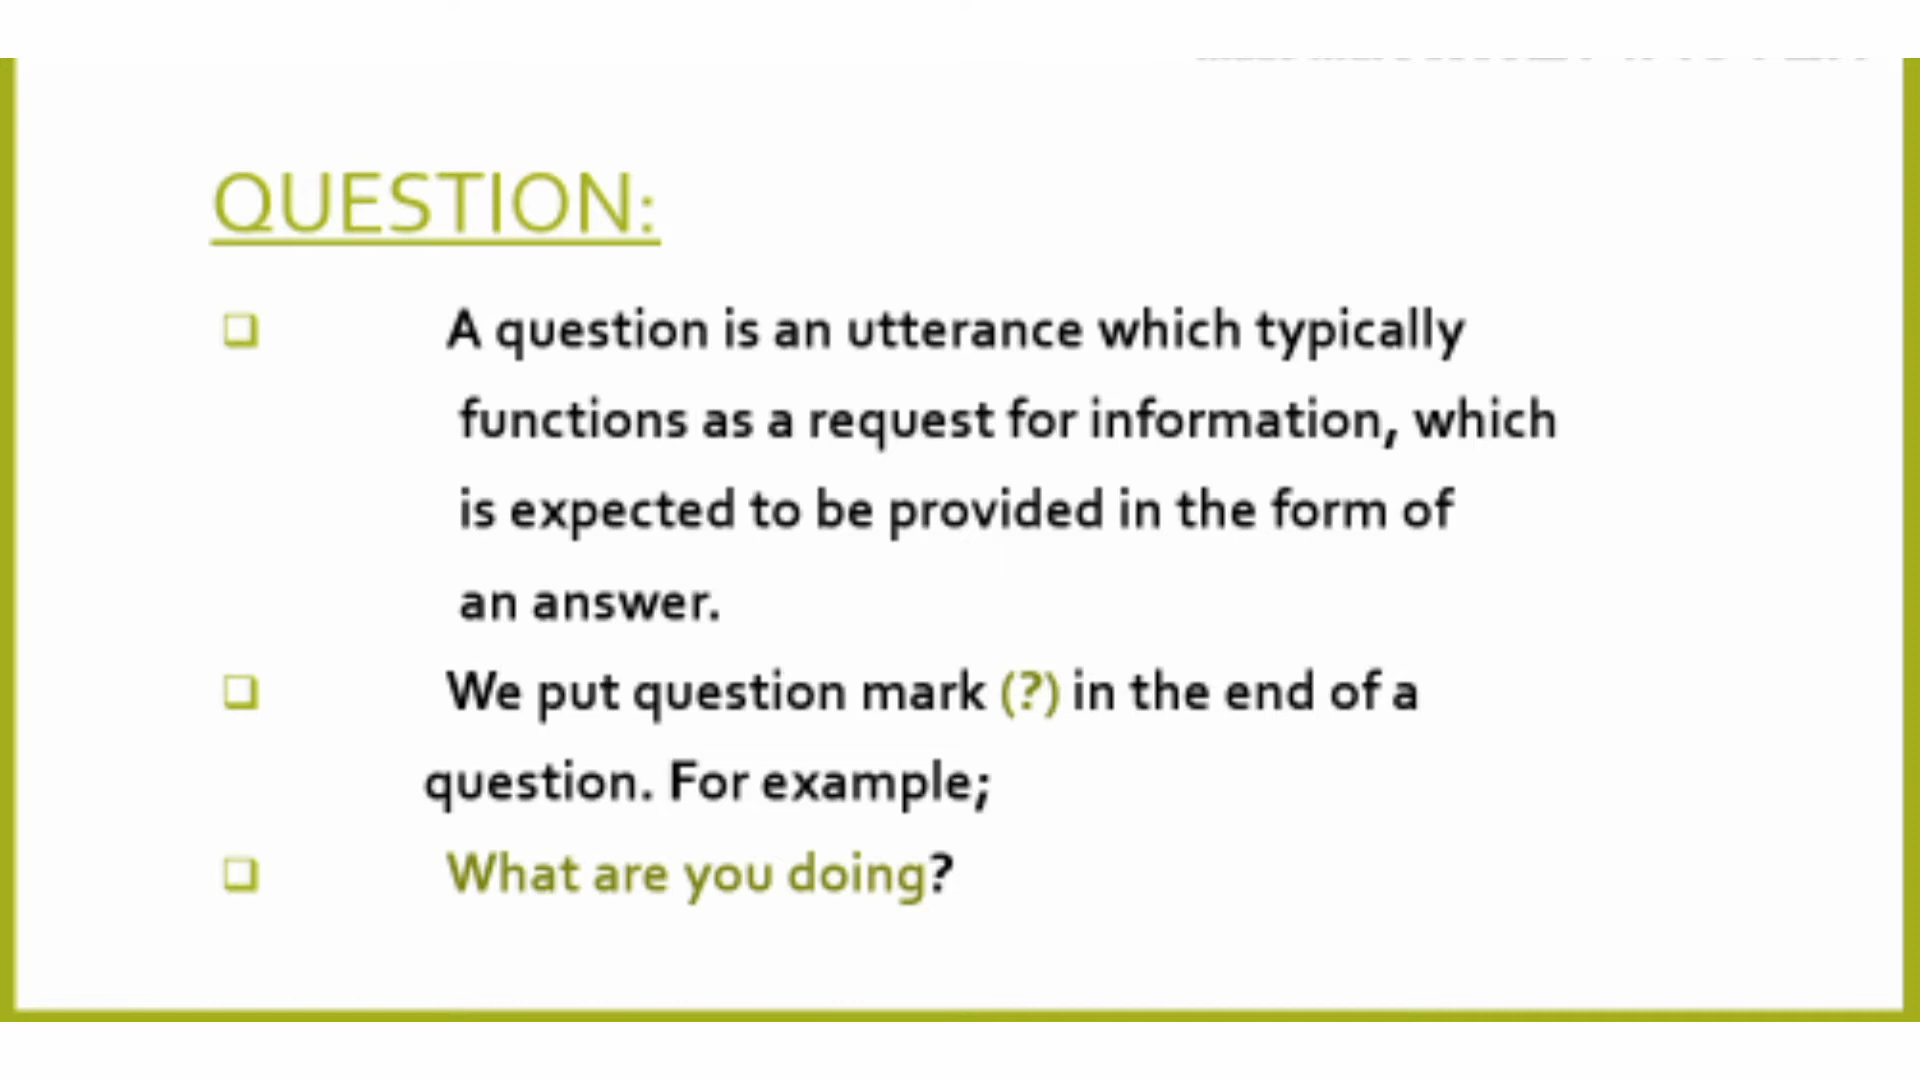 QUESTION:
❑ A question is an utterance which typically
functions as a request for information, which
is expected to be provided in the form of
an answer.
❑ We put question mark (?) in the end of a
question. For example;
❑ What are you doing?